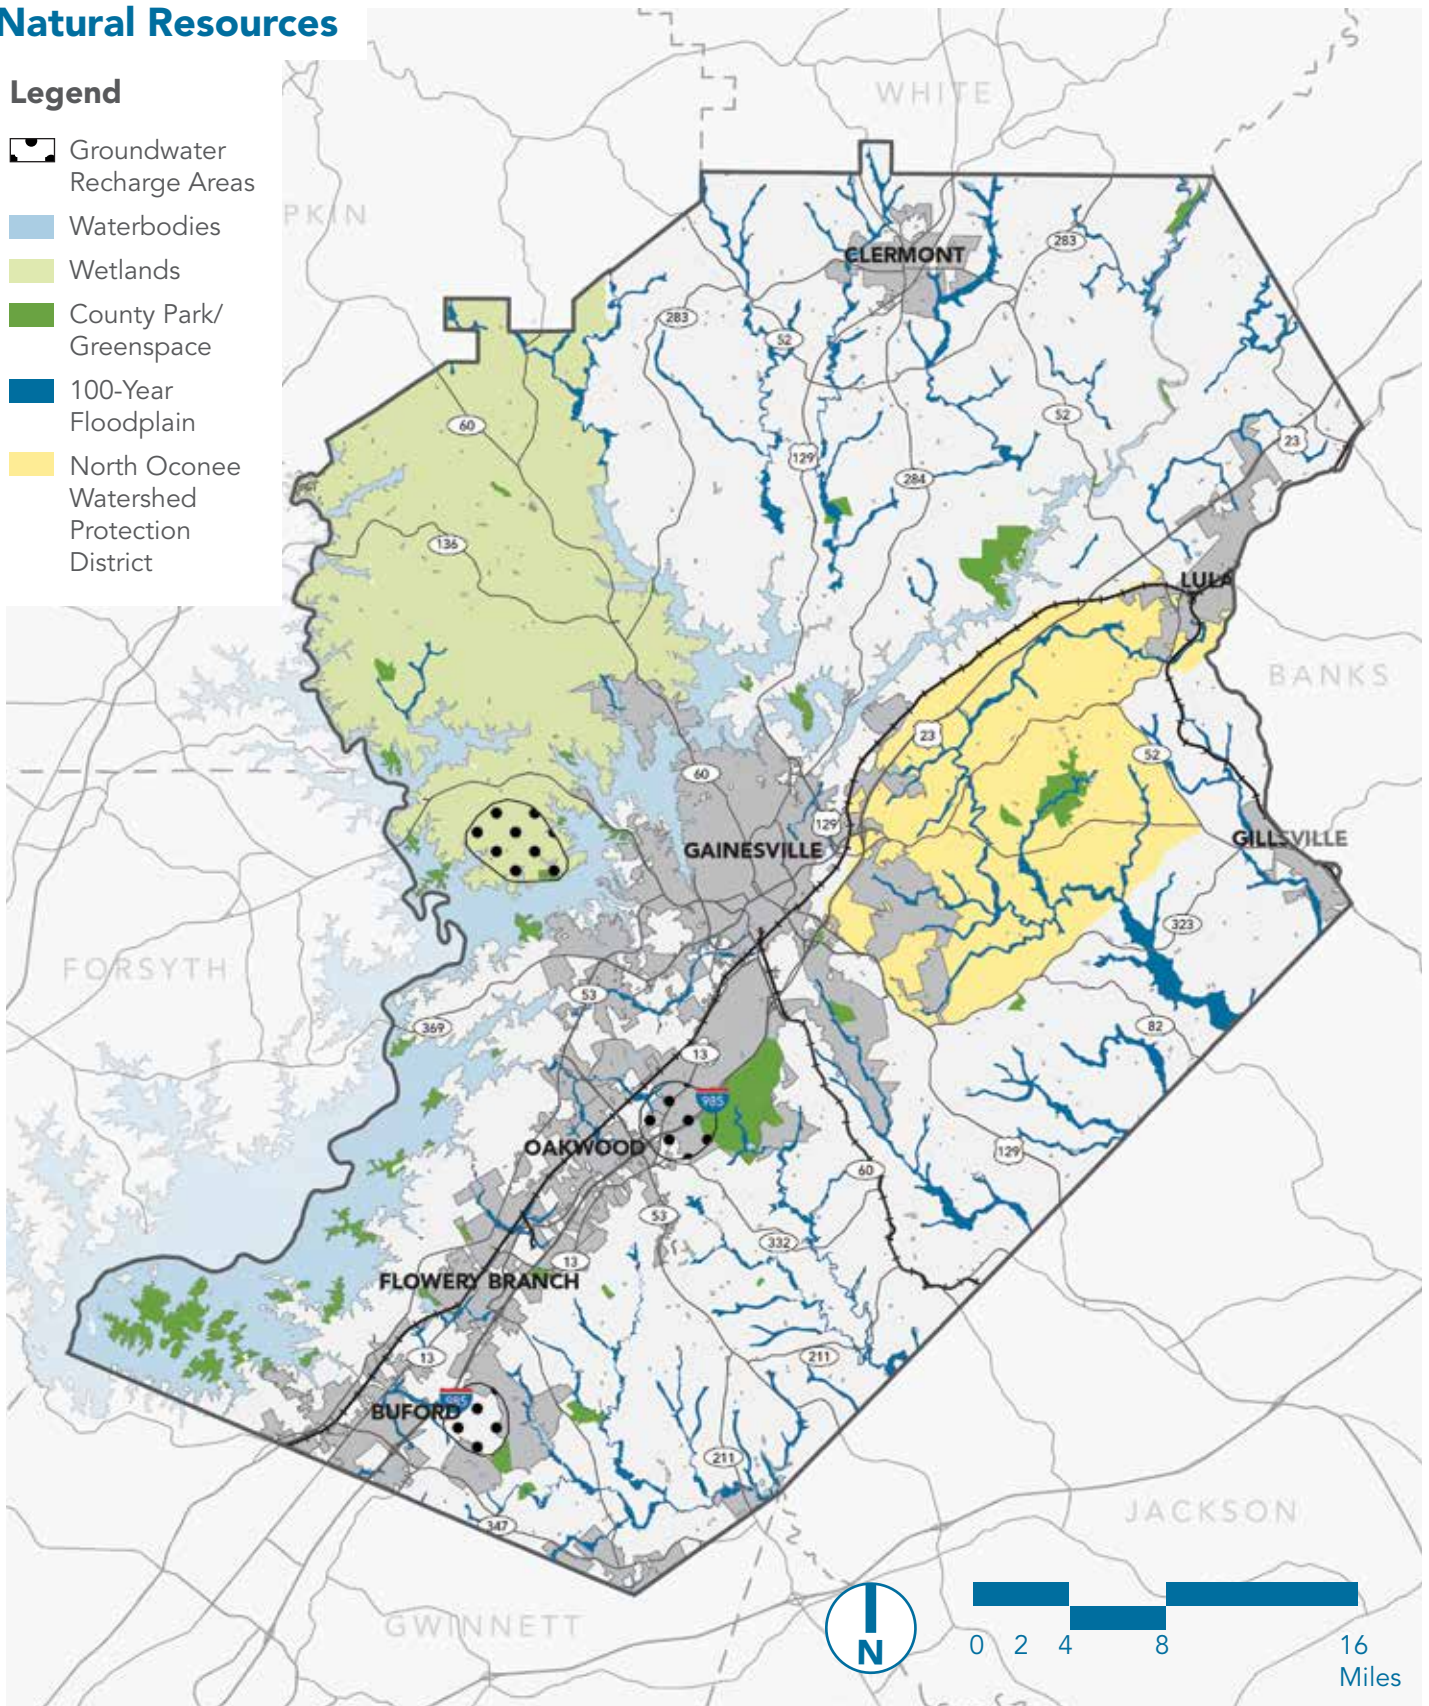 Natural Resources
Legend
Groundwater
Recharge Areas
Waterbodies
Wetlands
County Park/
Greenspace
100-Year
Floodplain
North Oconee
Watershed
Protection
District
WHITE
PKIN
CLERMONT
283
283
52
60
52
23
129
284
136
LULA
BANKS
23
52
60
129
GAINESVILLE
GILLSVILLE
323
FORSYTH
53
369
82
13
985
OAKWOOD
129
60
53
332
13
FLOWERY BRANCH
13
211
985
BUFORD
211
JACKSON
347
GWINNETT
N
0 2 4 8 16
Miles